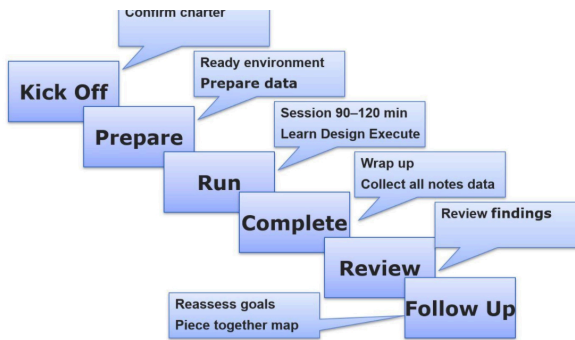 Confirm charter
Kick Off
Ready environment
Prepare data
Prepare
Session 90–120 min
Learn Design Execute
Run
Wrap up
Collect all notes data
Complete
Review findings
Review
Reassess goals
Piece together map
Follow Up